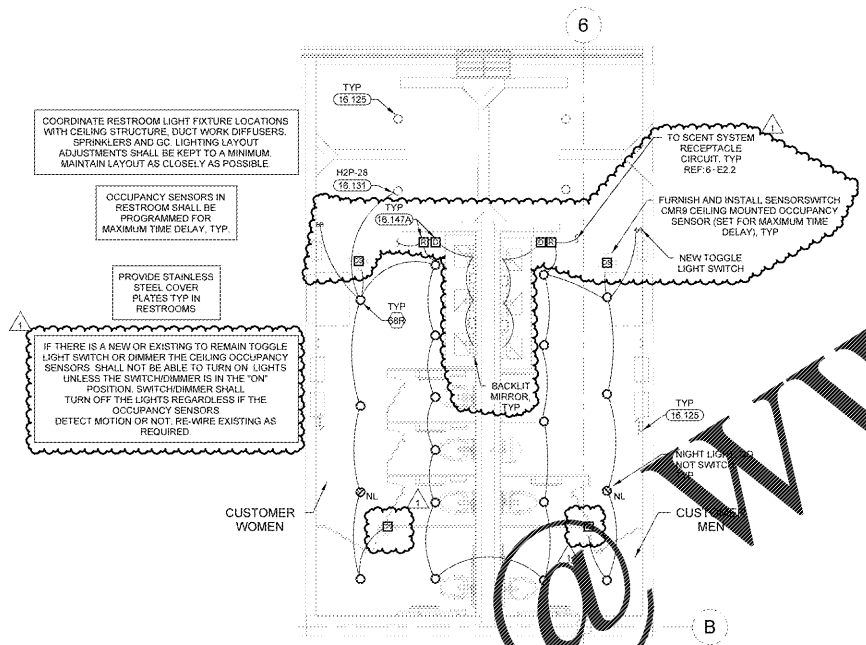 6
TYP
16.125
1
COORDINATE RESTROOM LIGHT FIXTURE LOCATIONS
WITH CEILING STRUCTURE, DUCT WORK DIFFUSERS,
SPRINKLERS AND GC. LIGHTING LAYOUT
ADJUSTMENTS SHALL BE KEPT TO A MINIMUM.
MAINTAIN LAYOUT AS CLOSELY AS POSSIBLE.
TO SCENT SYSTEM
RECEPTACLE
CIRCUIT, TYP
REF:6 - E2.2
H2P-28
16.131
OCCUPANCY SENSORS IN
RESTROOM SHALL BE
PROGRAMMED FOR
MAXIMUM TIME DELAY, TYP.
TYP
16.147A
FURNISH AND INSTALL SENSORSWITCH
CMR9 CEILING MOUNTED OCCUPANCY
SENSOR (SET FOR MAXIMUM TIME
DELAY), TYP
NEW TOGGLE
LIGHT SWITCH
PROVIDE STAINLESS
STEEL COVER
PLATES TYP IN
RESTROOMS
TYP
1
IF THERE IS A NEW OR EXISTING TO REMAIN TOGGLE
LIGHT SWITCH OR DIMMER THE CEILING OCCUPANCY
SENSORS SHALL NOT BE ABLE TO TURN ON LIGHTS
UNLESS THE SWITCH/DIMMER IS IN THE "ON"
POSITION. SWITCH/DIMMER SHALL
TURN OFF THE LIGHTS REGARDLESS IF THE
OCCUPANCY SENSORS
DETECT MOTION OR NOT. RE-WIRE EXISTING AS
REQUIRED.
BACKLIT
MIRROR,
TYP
TYP
16.125
NIGHT LIGHT, DO
NOT SWITCH
TYP
NL
NL
1
CUSTOMER
WOMEN
CUSTOMER
MEN
B
@ W